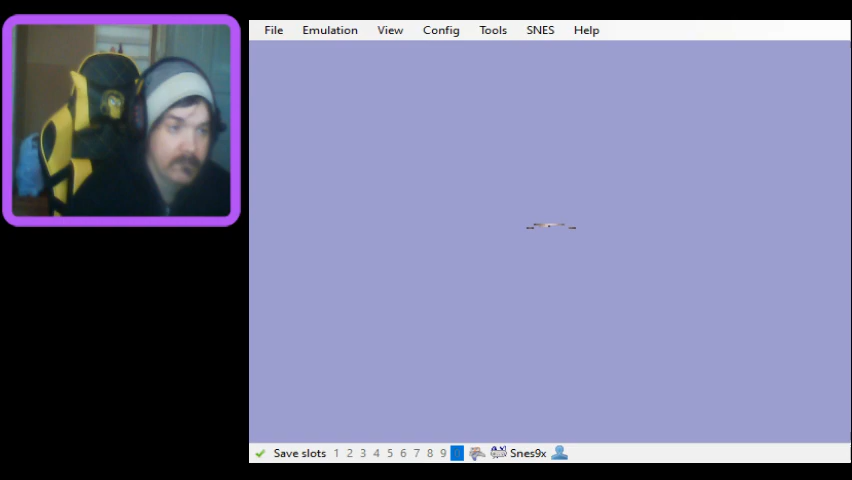 File Emulation View Config Tools SNES Help
Save slots 1 2 3 4 5 6 7 8 9 0 Snes9x